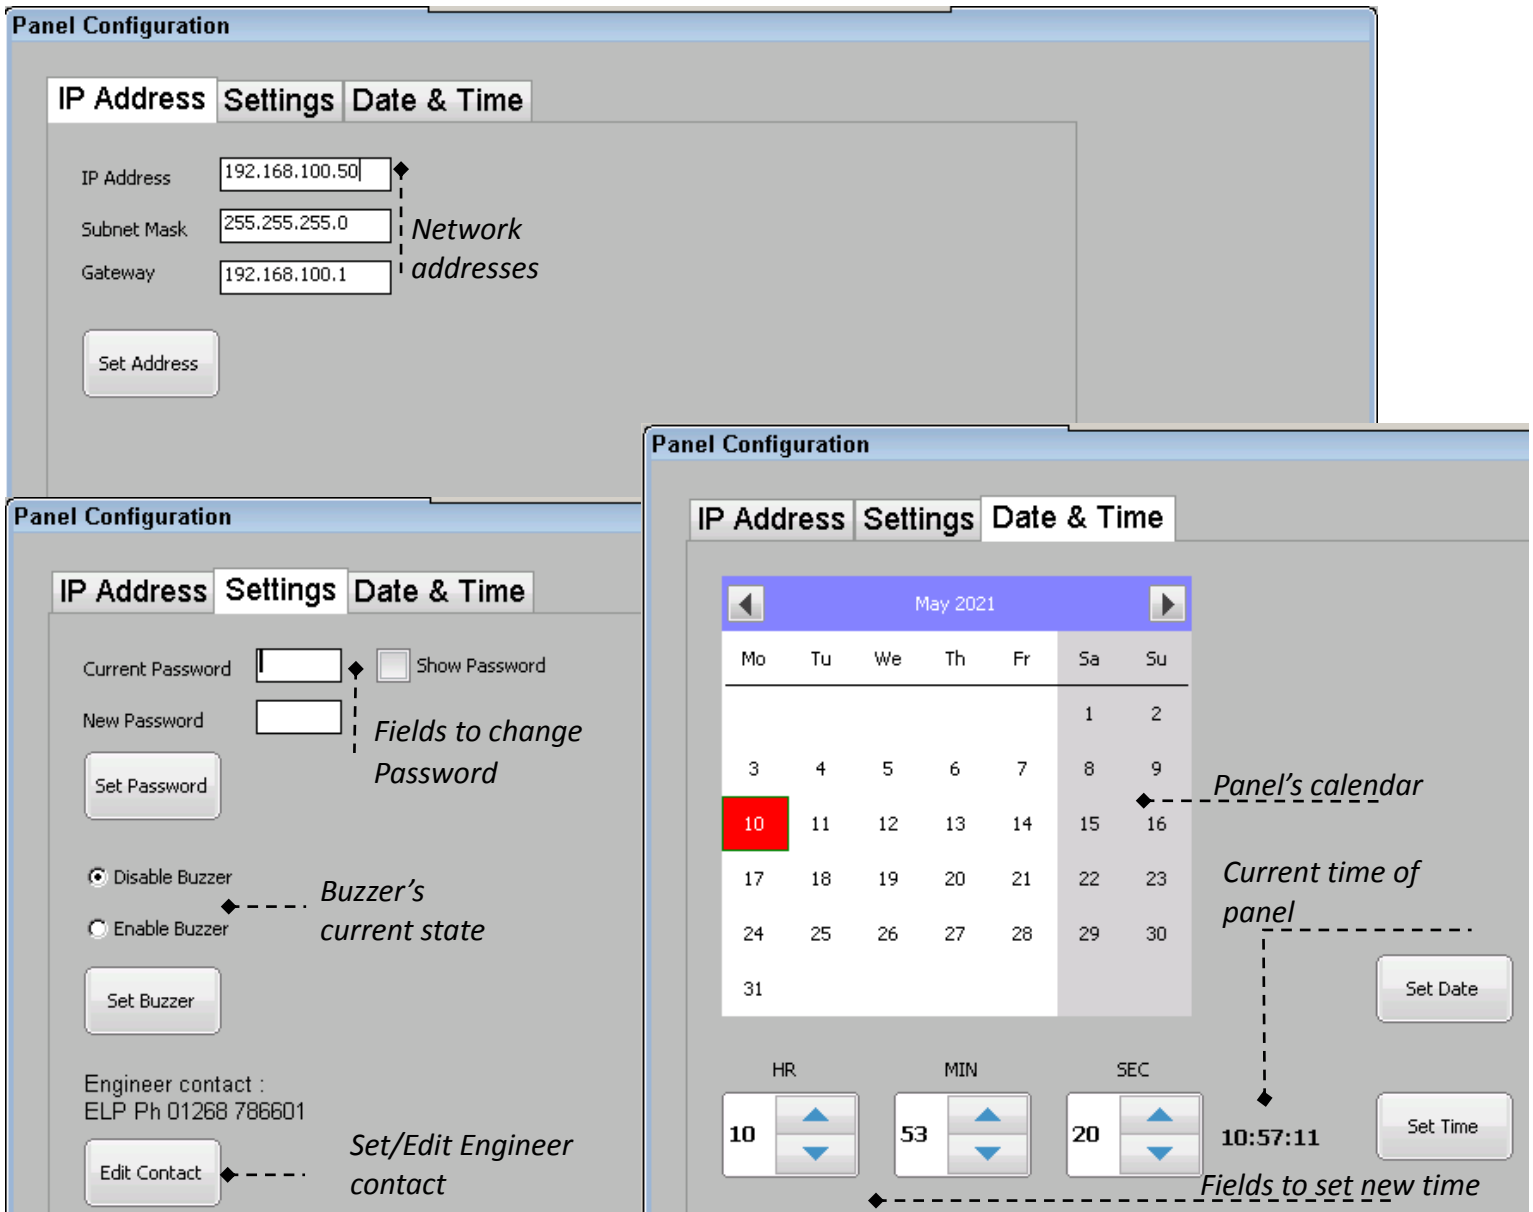 Panel Configuration
IP Address Settings Date & Time
IP Address 192.168.100.50
Subnet Mask 255.255.255.0
Gateway 192.168.100.1
Network
addresses
Set Address
Panel Configuration
IP Address Settings Date & Time
Current Password Show Password
New Password
Fields to change
Password
Set Password
Disable Buzzer
Enable Buzzer
Buzzer’s
current state
Set Buzzer
Engineer contact :
ELP Ph 01268 786601
Edit Contact
Set/Edit Engineer
contact
Panel Configuration
IP Address Settings Date & Time
May 2021
Mo Tu We Th Fr Sa Su
1 2
3 4 5 6 7 8 9
10 11 12 13 14 15 16
17 18 19 20 21 22 23
24 25 26 27 28 29 30
31
Panel’s calendar
Current time of
panel
Set Date
HR MIN SEC
10 53 20 10:57:11
Set Time
Fields to set new time